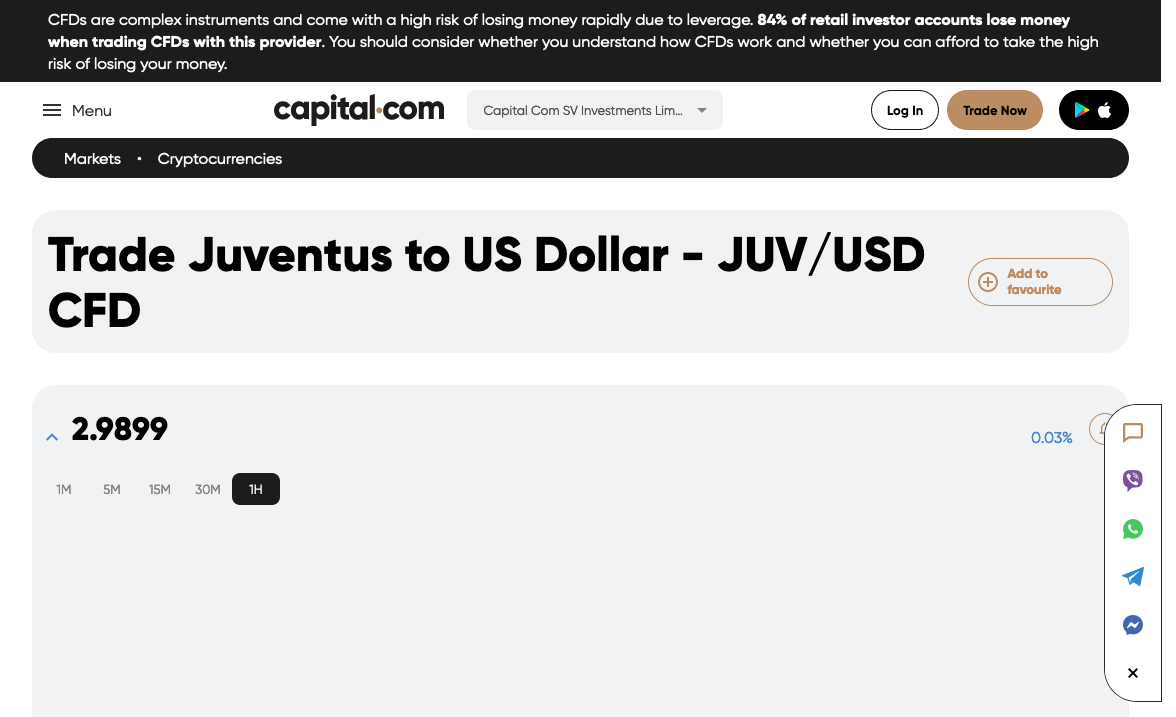 CFDs are complex instruments and come with a high risk of losing money rapidly due to leverage. 84% of retail investor accounts lose money
when trading CFDs with this provider. You should consider whether you understand how CFDs work and whether you can afford to take the high
risk of losing your money.
Menu
capital.com
Capital Com SV Investments Lim...
Log In
Trade Now
Markets • Cryptocurrencies
Trade Juventus to US Dollar - JUV/USD
CFD
Add to
favourite
2.9899
0.03%
1M 5M 15M 30M 1H